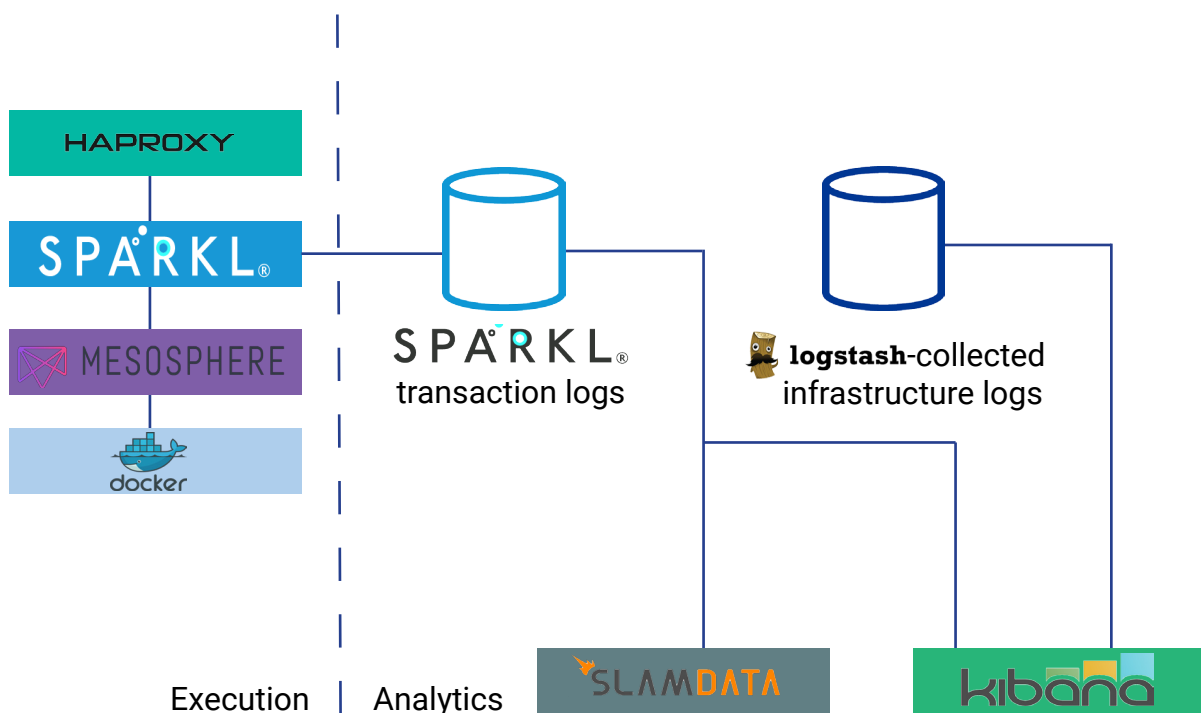 HAPROXY
SPARKL®
MESOSPHERE
docker
SPARKL®
transaction logs
logstash-collected
infrastructure logs
Execution
Analytics
SLAMDATA
kibana